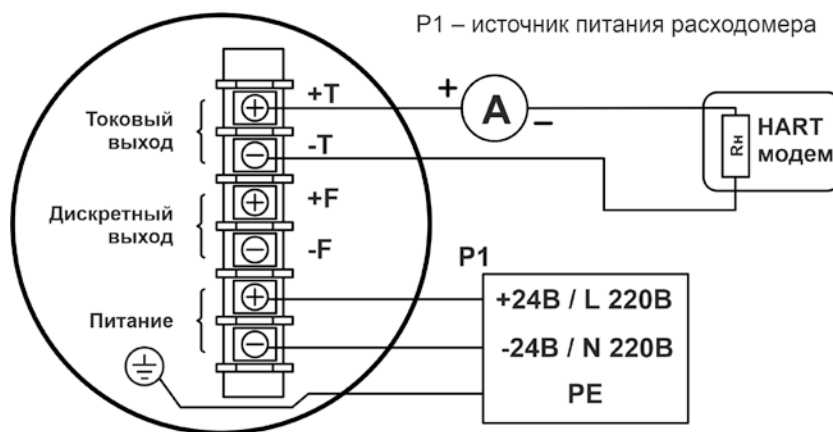 P1 – источник питания расходомера
Токовый
выход
+T
-T
+
A
–
Rн
HART
модем
Дискретный
выход
+F
-F
P1
Питание
+24В / L 220В
-24В / N 220В
PE